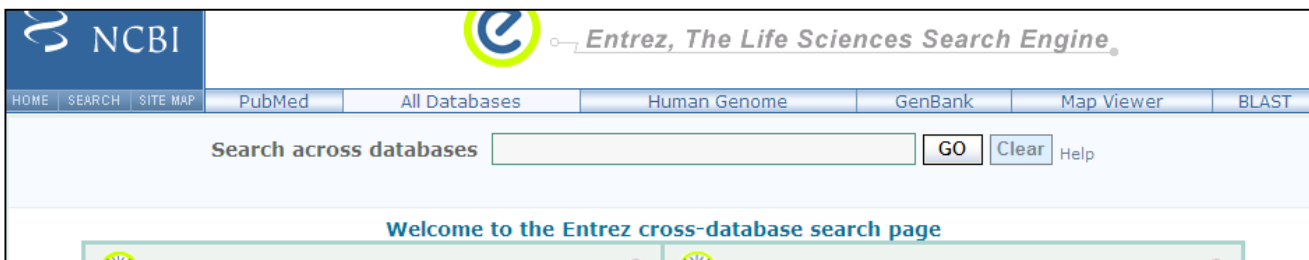 NCBI
Entrez, The Life Sciences Search Engine
HOME SEARCH SITE MAP PubMed All Databases Human Genome GenBank Map Viewer BLAST
Search across databases GO Clear Help
Welcome to the Entrez cross-database search page